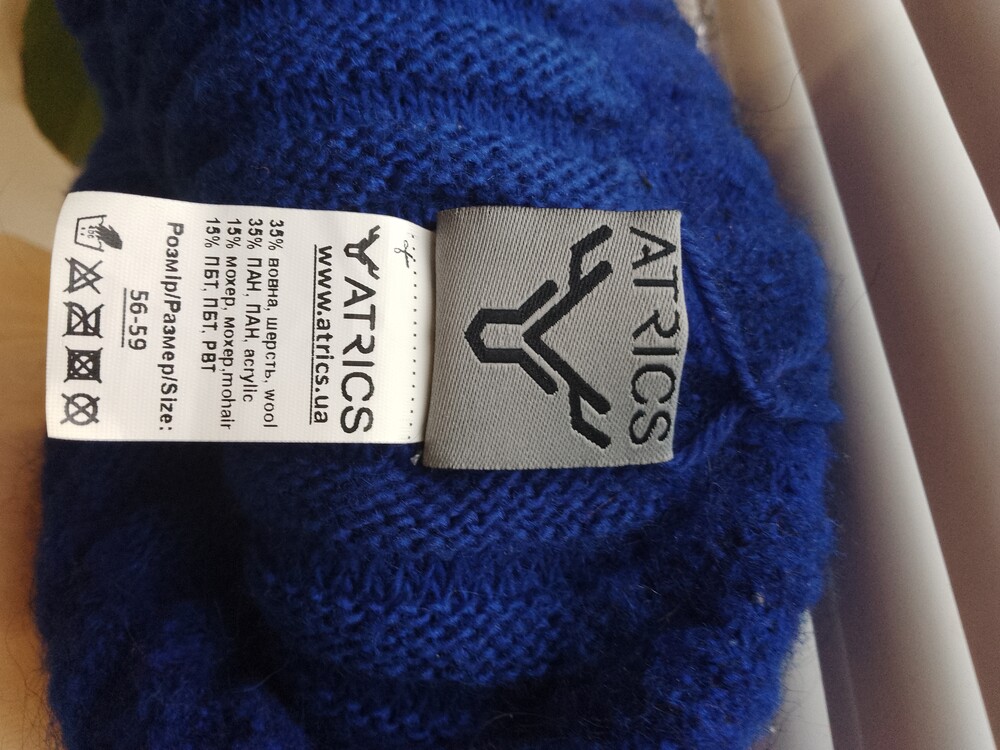 ATRICS
ATRICS
www.atrics.ua
35% вовна, шерсть, wool
35% ПАН, ПАН, acrylic
15% мохер, мохер,mohair
15% ПБТ, ПБТ, PBT
Розмір/Размер/Size:
56-59